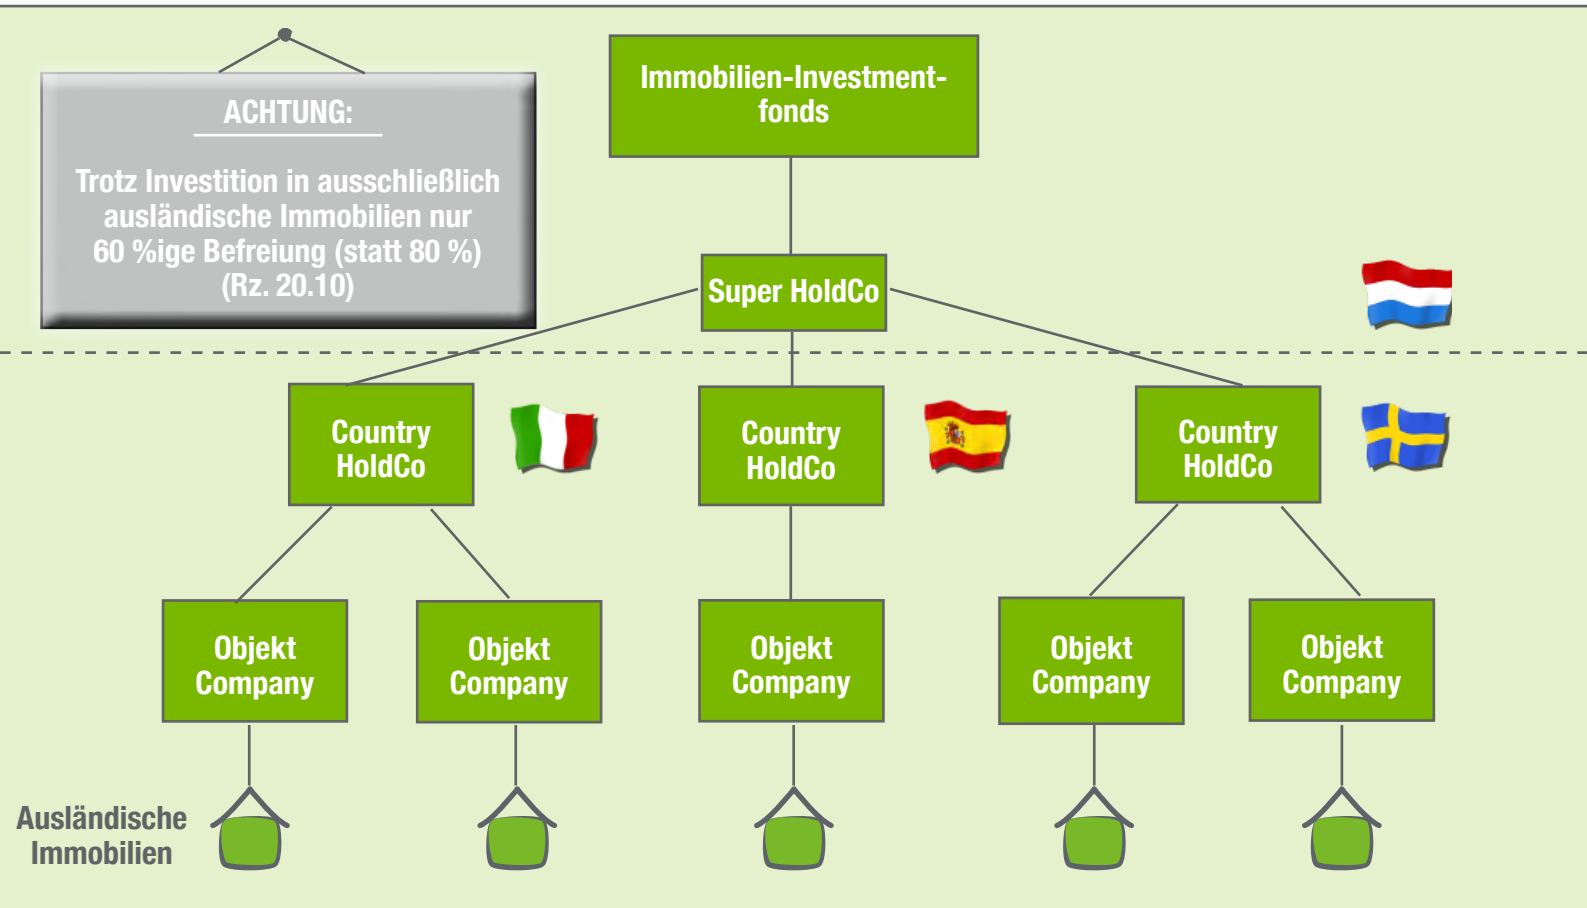 ACHTUNG:
Trotz Investition in ausschließlich
ausländische Immobilien nur
60 %ige Befreiung (statt 80 %)
(Rz. 20.10)
Immobilien-Investment-
fonds
Super HoldCo
Country
HoldCo
Country
HoldCo
Country
HoldCo
Objekt
Company
Objekt
Company
Objekt
Company
Objekt
Company
Objekt
Company
Ausländische
Immobilien